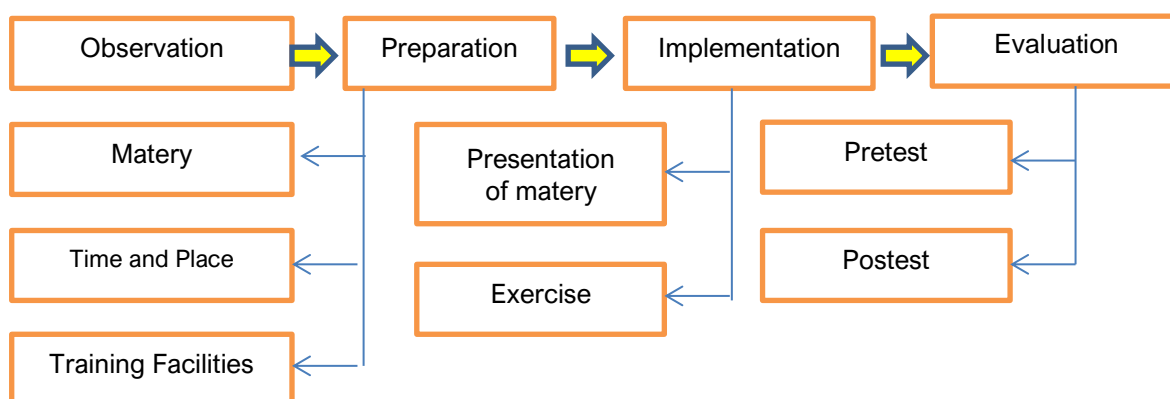 Observation
Preparation
Implementation
Evaluation
Matery
Time and Place
Training Facilities
Presentation
of matery
Exercise
Pretest
Postest